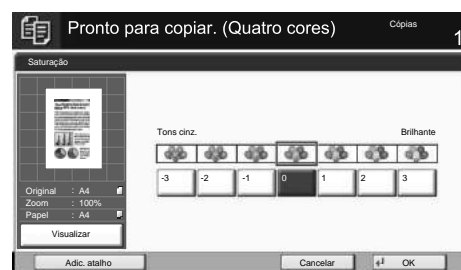 Pronto para copiar. (Quatro cores)
Cópias
1
Saturação
Tons cinz.
Brilhante
-3 -2 -1 0 1 2 3
Original : A4
Zoom : 100%
Papel : A4
Visualizar
Adic. atalho
Cancelar
OK